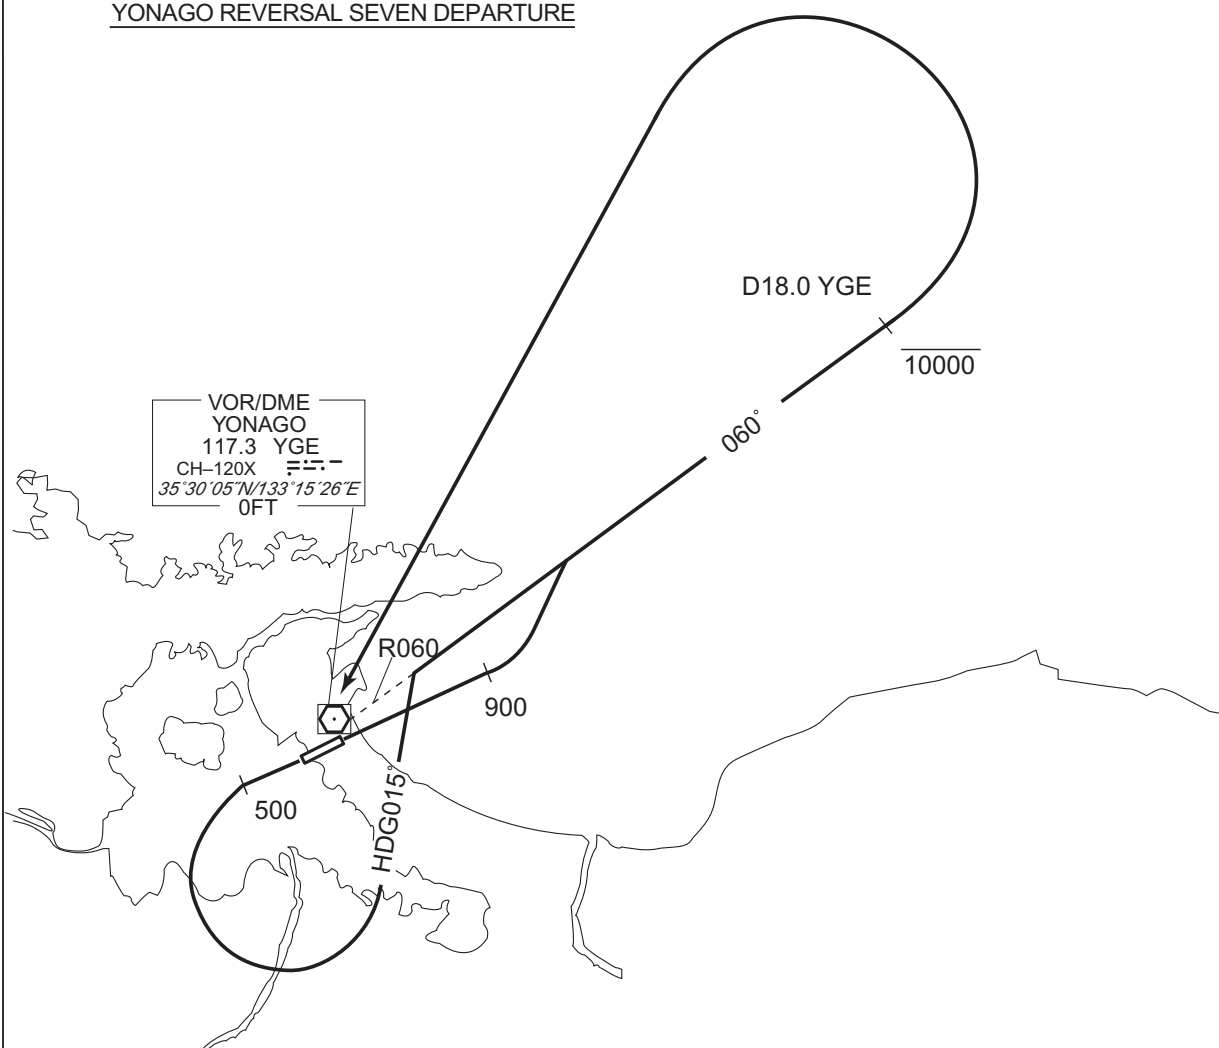 YONAGO REVERSAL SEVEN DEPARTURE
D18.0 YGE
10000
060°
VOR/DME
YONAGO
117.3 YGE
CH–120X
35°30′05″N/133°15′26″E
0FT
R060
900
500
HDG015°